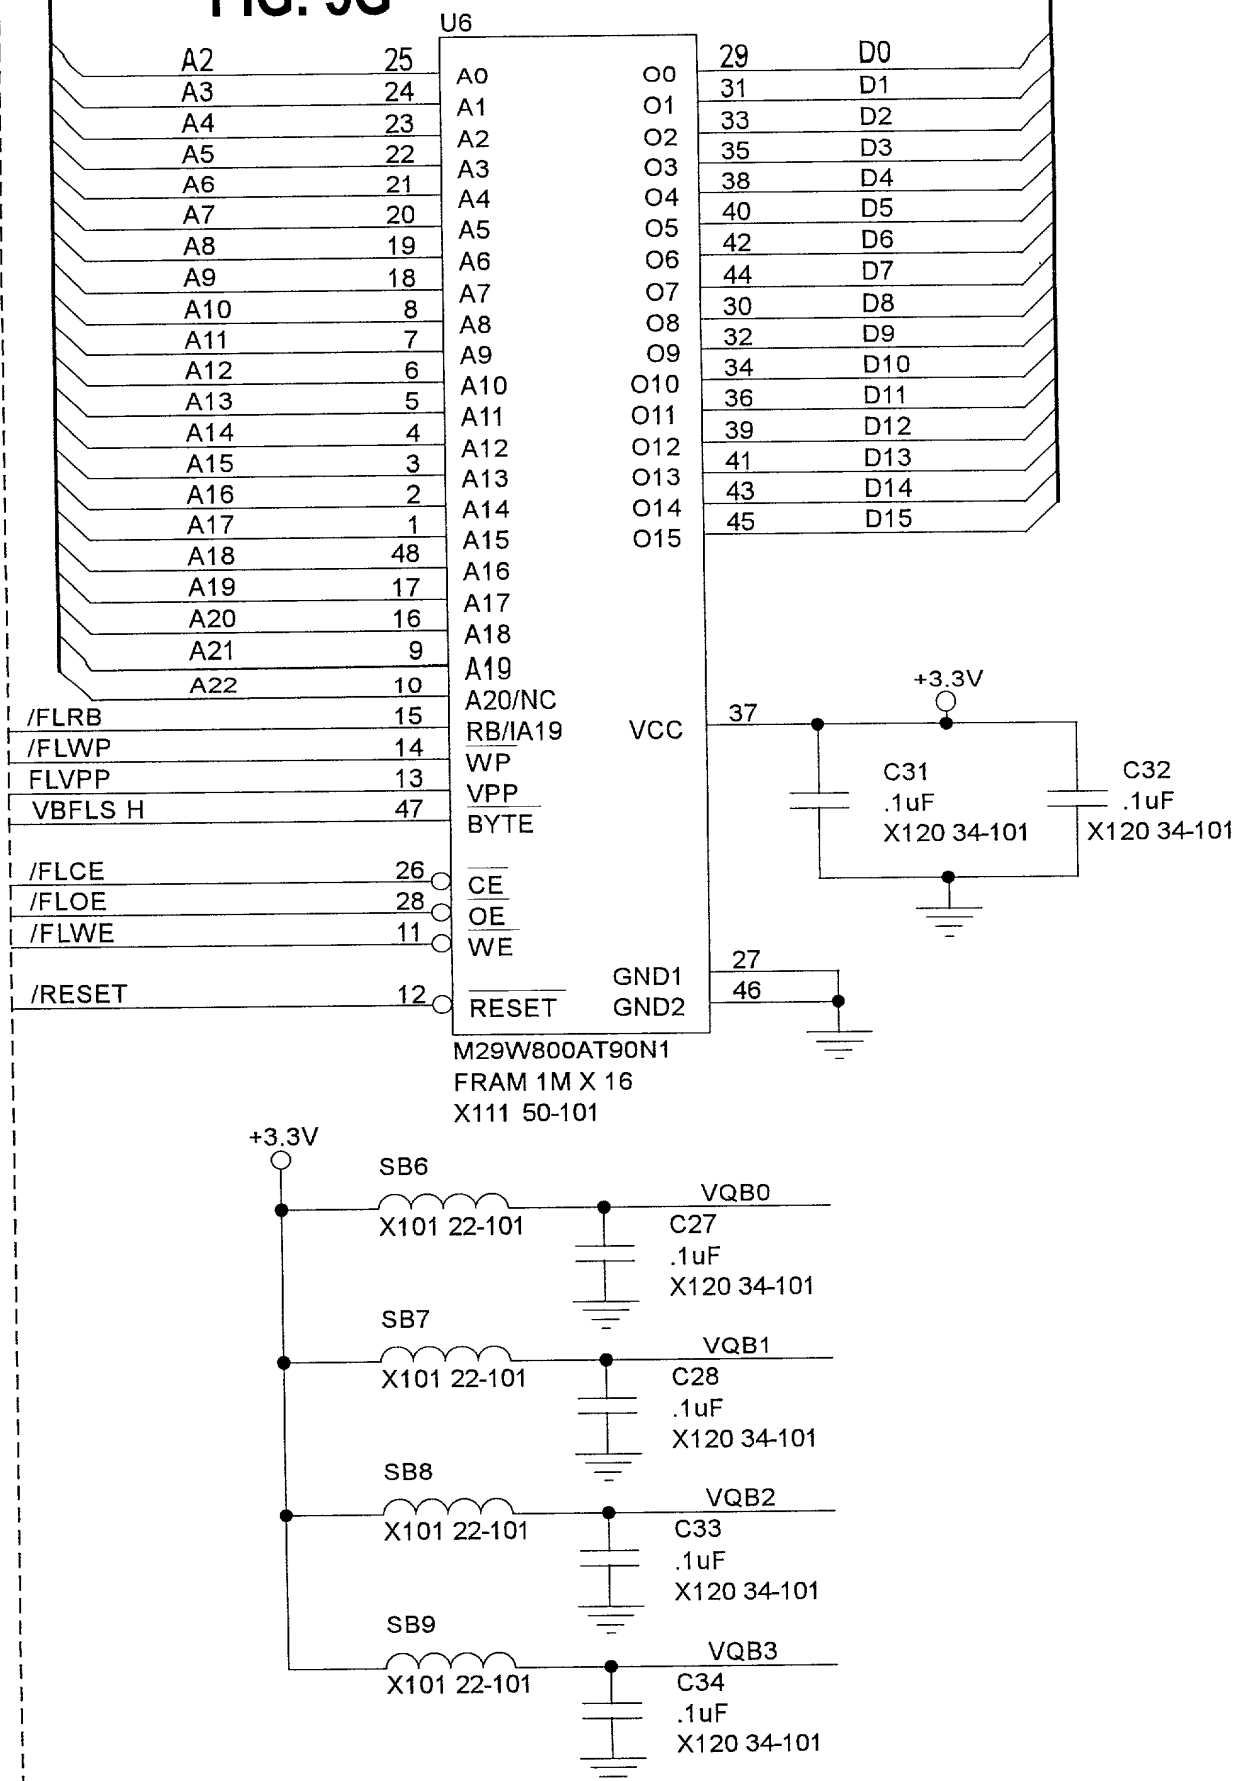 FIG. 3G
U6
A2 25 A0 O0 29 D0
A3 24 A1 O1 31 D1
A4 23 A2 O2 33 D2
A5 22 A3 O3 35 D3
A6 21 A4 O4 38 D4
A7 20 A5 O5 40 D5
A8 19 A6 O6 42 D6
A9 18 A7 O7 44 D7
A10 8 A8 O8 30 D8
A11 7 A9 O9 32 D9
A12 6 A10 O10 34 D10
A13 5 A11 O11 36 D11
A14 4 A12 O12 39 D12
A15 3 A13 O13 41 D13
A16 2 A14 O14 43 D14
A17 1 A15 O15 45 D15
A18 48 A16
A19 17 A17
A20 16 A18
A21 9 A19
A22 10 A20/NC
/FLRB 15 RB/IA19 VCC 37
/FLWP 14 WP
FLVPP 13 VPP
VBFLS H 47 BYTE
+3.3V
C31
.1uF
X120 34-101
C32
.1uF
X120 34-101
/FLCE 26 CE
/FLOE 28 OE
/FLWE 11 WE
GND1 27
GND2 46
/RESET 12 RESET
M29W800AT90N1
FRAM 1M X 16
X111 50-101
+3.3V
SB6
X101 22-101
VQB0
C27
.1uF
X120 34-101
SB7
X101 22-101
VQB1
C28
.1uF
X120 34-101
SB8
X101 22-101
VQB2
C33
.1uF
X120 34-101
SB9
X101 22-101
VQB3
C34
.1uF
X120 34-101